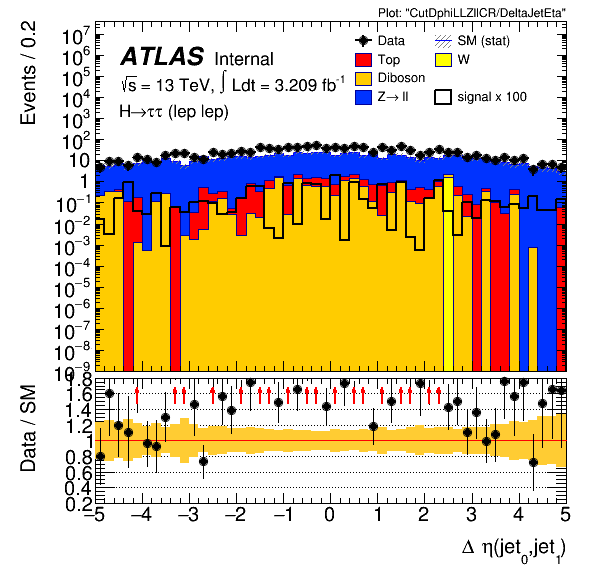 Plot: "CutDphiLLZllCR/DeltaJetEta"
Events / 0.2
ATLAS Internal
√s = 13 TeV, ∫ Ldt = 3.209 fb⁻¹
H→ττ (lep lep)
Data
SM (stat)
Top
W
Diboson
Z→ ll
signal x 100
10⁷
10⁶
10⁵
10⁴
10³
10²
10
1
10⁻¹
10⁻²
10⁻³
10⁻⁴
10⁻⁵
10⁻⁶
10⁻⁷
10⁻⁸
10⁻⁹
Data / SM
1.8
1.6
1.4
1.2
1
0.8
0.6
0.4
0.2
−5 −4 −3 −2 −1 0 1 2 3 4 5
Δ η(jet₀,jet₁)